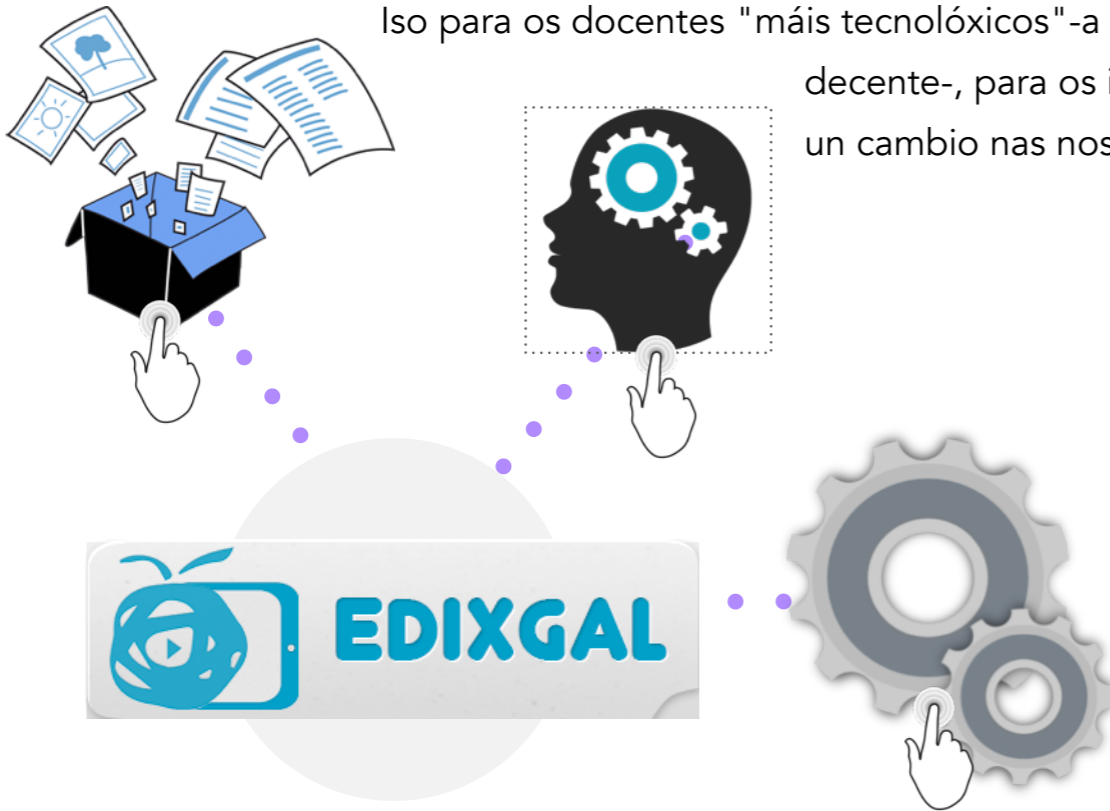 Iso para os docentes "máis tecnolóxicos"-a
decente-, para os
un cambio nas nos
EDIXGAL